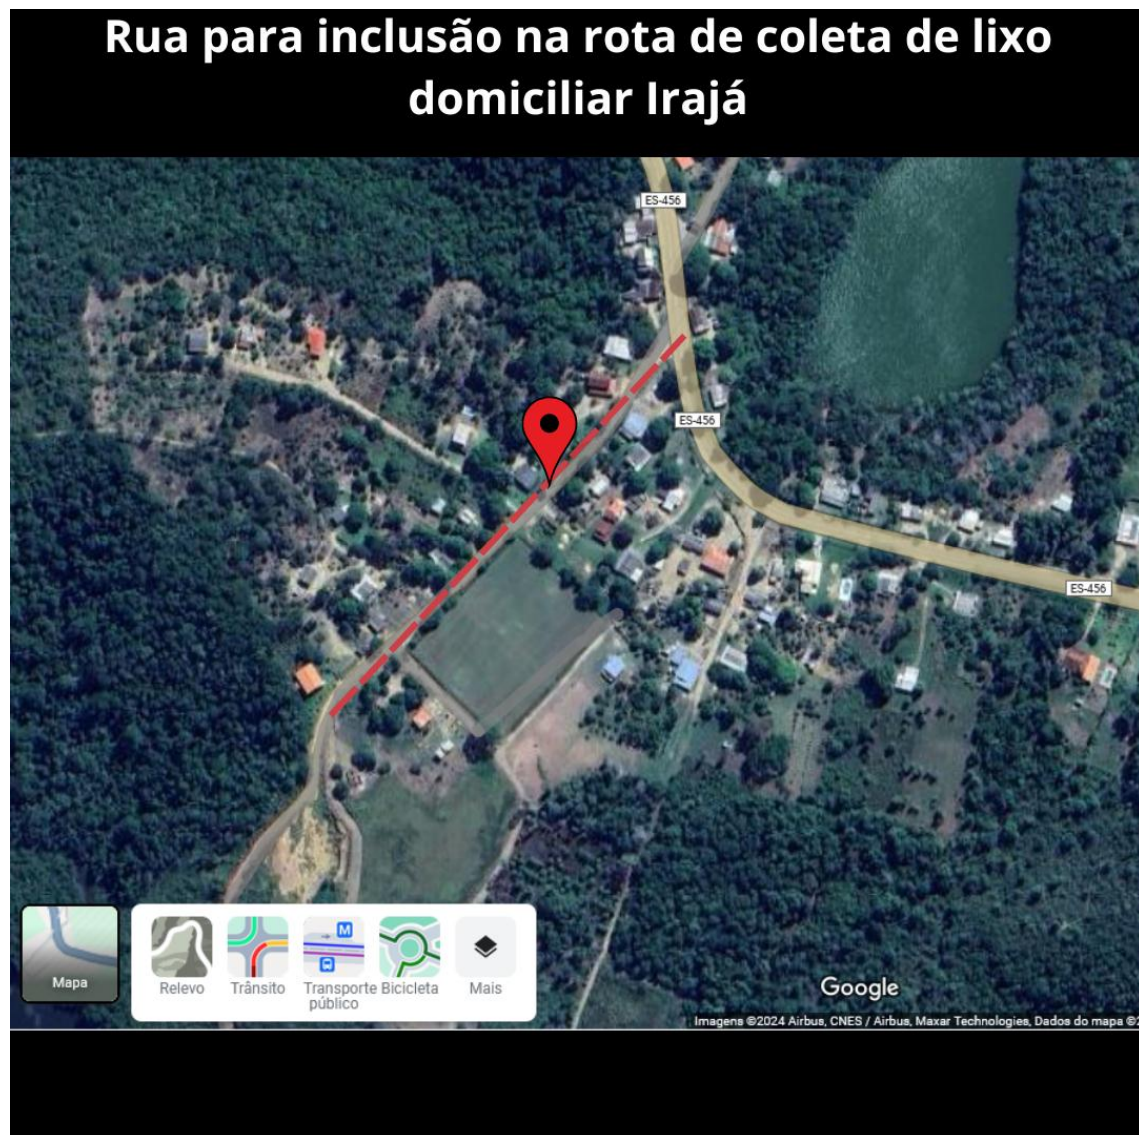 Rua para inclusão na rota de coleta de lixo
domiciliar Irajá
ES-456
ES-456
ES-456
M
Mapa
Relevo
Trânsito
Transporte
público
Bicicleta
Mais
Google
Imagens ©2024 Airbus, CNES / Airbus, Maxar Technologies, Dados do mapa ©2